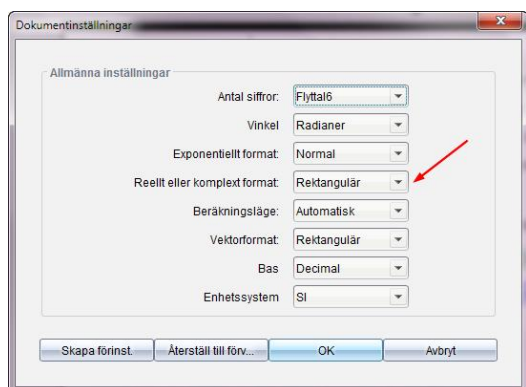 Dokumentinställningar
Allmänna inställningar
Antal siffror: Flyttal6
Vinkel Radianer
Exponentiellt format: Normal
Reellt eller komplext format: Rektangulär
Beräkningsläge: Automatisk
Vektorformat: Rektangulär
Bas Decimal
Enhetssystem SI
Skapa förinst. Återställ till förv... OK Avbryt